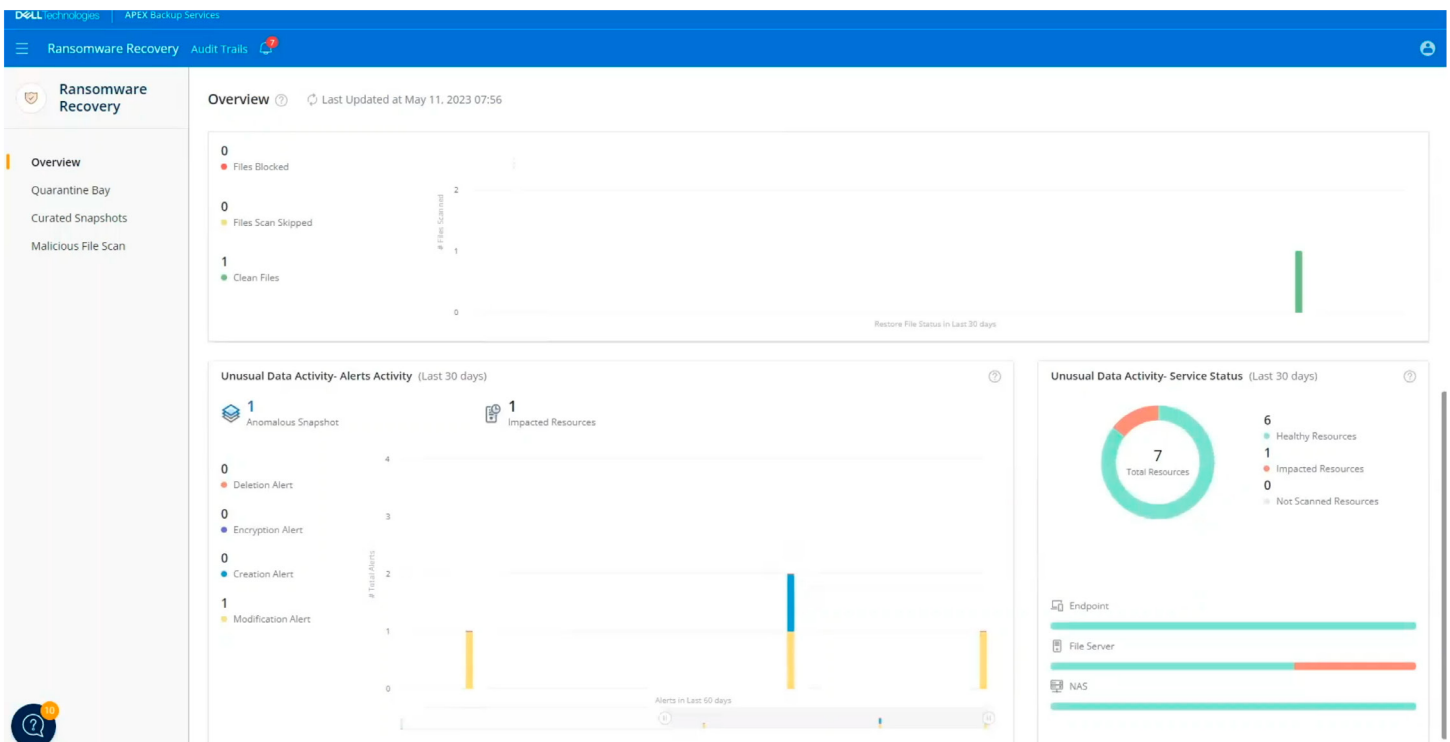 DELL Technologies | APEX Backup Services
Ransomware Recovery Audit Trails 7
Ransomware
Recovery
Overview
Quarantine Bay
Curated Snapshots
Malicious File Scan
10
Overview Last Updated at May 11. 2023 07:56
0
Files Blocked
0
Files Scan Skipped
1
Clean Files
# Files Scanned
2
1
0
Restore File Status in Last 30 days
Unusual Data Activity- Alerts Activity (Last 30 days)
1
Anomalous Snapshot
1
Impacted Resources
0
Deletion Alert
0
Encryption Alert
0
Creation Alert
1
Modification Alert
# Total Alerts
4
3
2
1
0
Alerts in Last 60 days
Unusual Data Activity- Service Status (Last 30 days)
7
Total Resources
6
Healthy Resources
1
Impacted Resources
0
Not Scanned Resources
Endpoint
File Server
NAS